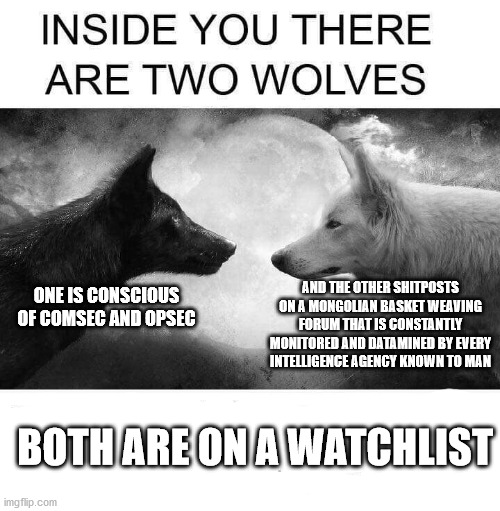 INSIDE YOU THERE
ARE TWO WOLVES
ONE IS CONSCIOUS
OF COMSEC AND OPSEC
AND THE OTHER SHITPOSTS
ON A MONGOLIAN BASKET WEAVING
FORUM THAT IS CONSTANTLY
MONITORED AND DATAMINED BY EVERY
INTELLIGENCE AGENCY KNOWN TO MAN
BOTH ARE ON A WATCHLIST
imgflip.com